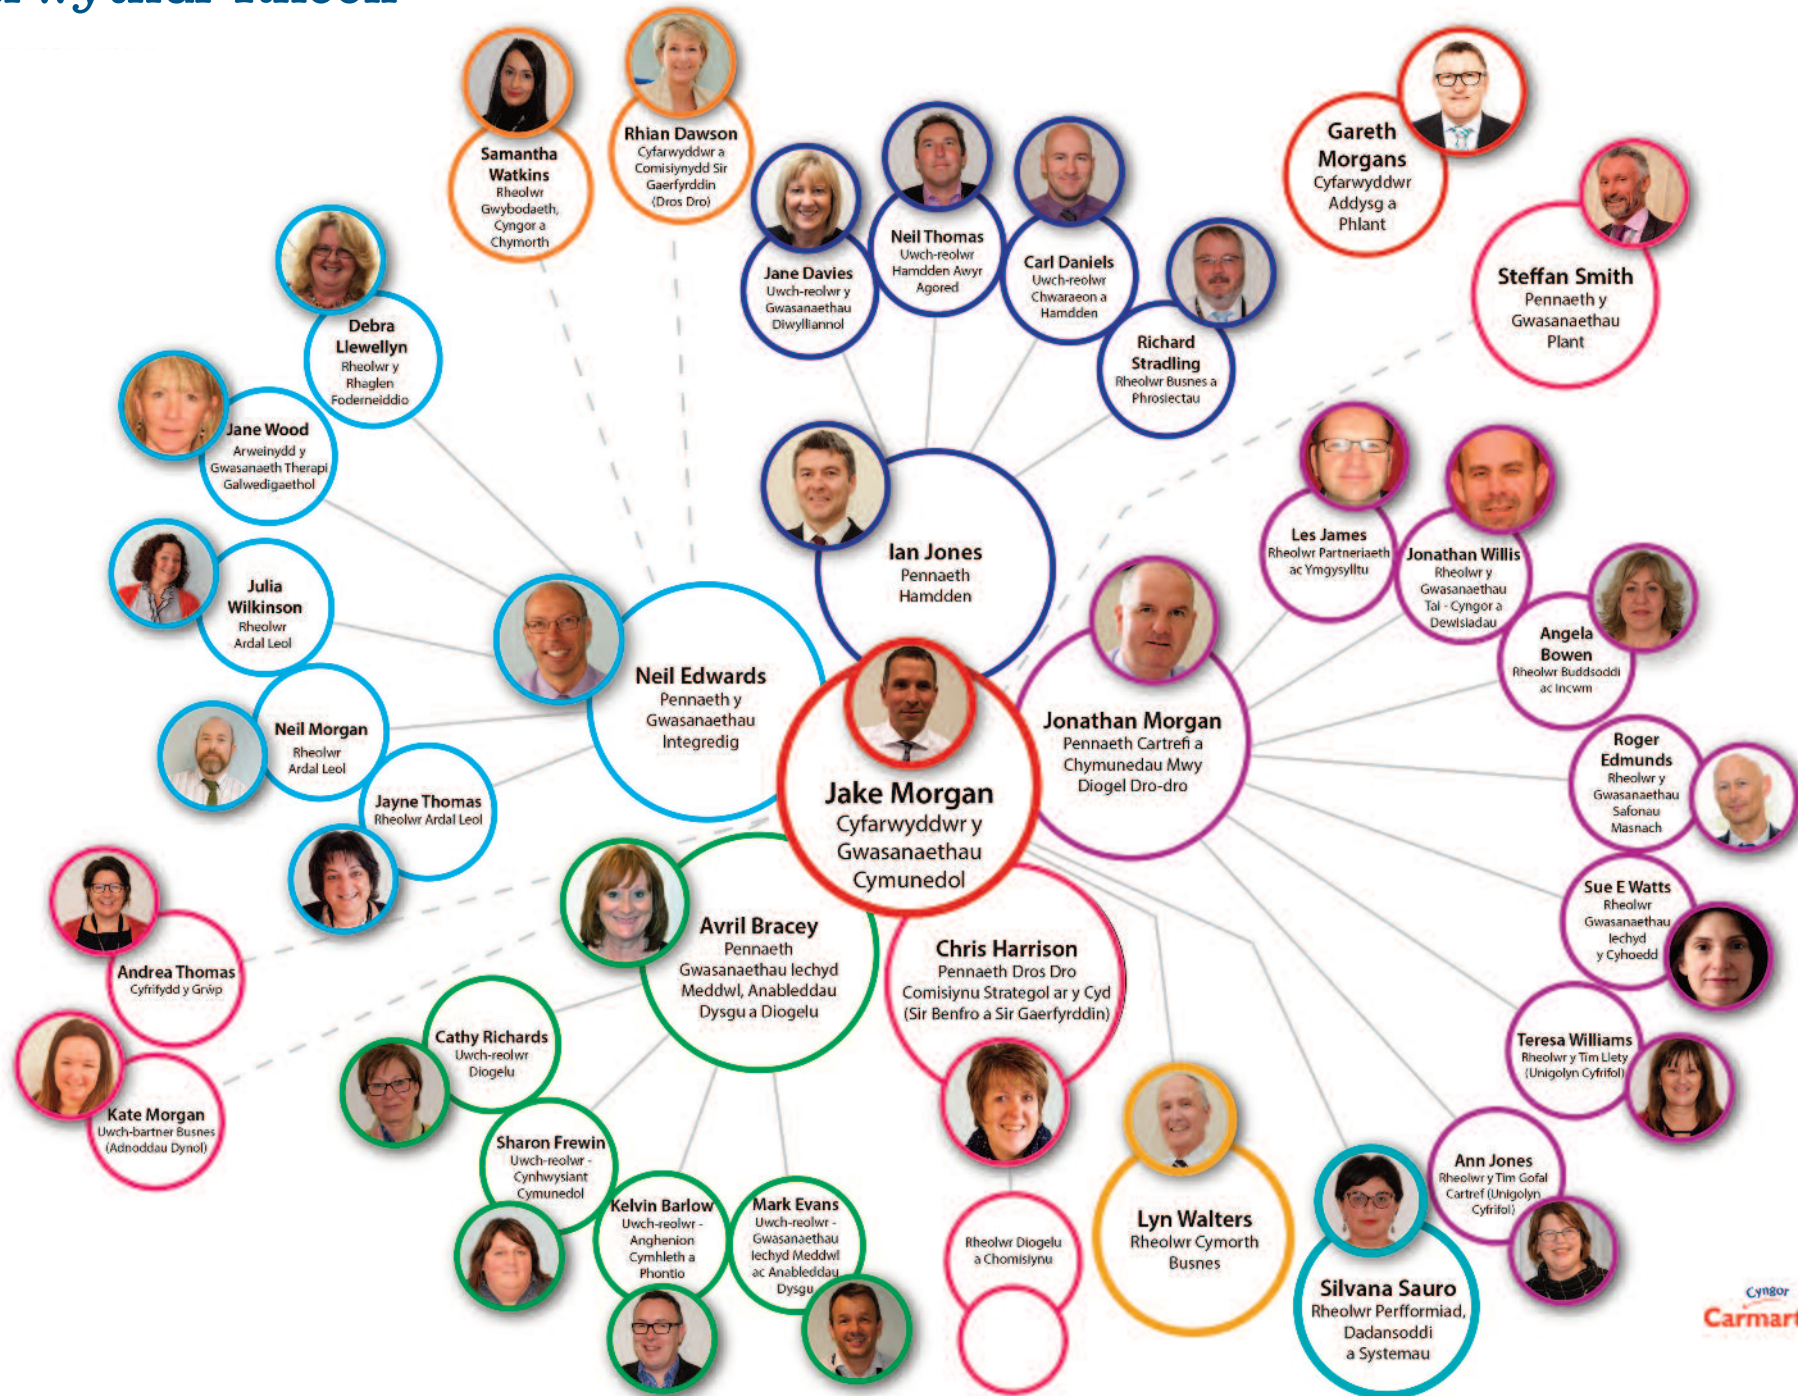 Samantha
Watkins
Rheolwr
Gwybodaeth,
Cyngor a
Chymorth
Rhian Dawson
Cyfarwyddwr a
Comisiynydd Sir
Gaerfyrddin
(Dros Dro)
Jane Davies
Uwch-reolwr y
Gwasanaethau
Diwylliannol
Neil Thomas
Uwch-reolwr
Hamdden Awyr
Agored
Carl Daniels
Uwch-reolwr
Chwaraeon a
Hamdden
Richard
Stradling
Rheolwr Busnes a
Phrosiectau
Gareth
Morgans
Cyfarwyddwr
Addysg a
Phlant
Steffan Smith
Pennaeth y
Gwasanaethau
Plant
Debra
Llewellyn
Rheolwr y
Rhaglen
Foderneiddio
Jane Wood
Arweinydd y
Gwasanaeth Therapi
Galwedigaethol
Julia
Wilkinson
Rheolwr
Ardal Leol
Neil Morgan
Rheolwr
Ardal Leol
Jayne Thomas
Rheolwr Ardal Leol
Neil Edwards
Pennaeth y
Gwasanaethau
Integredig
Ian Jones
Pennaeth
Hamdden
Jake Morgan
Cyfarwyddwr y
Gwasanaethau
Cymunedol
Jonathan Morgan
Pennaeth Cartrefi a
Chymunedau Mwy
Diogel Dro-dro
Les James
Rheolwr Partneriaeth
ac Ymgysylltu
Jonathan Willis
Rheolwr y
Gwasanaethau
Tai - Cyngor a
Dewisiadau
Angela
Bowen
Rheolwr Buddsoddi
ac Incwm
Roger
Edmunds
Rheolwr y
Gwasanaethau
Safonau
Masnach
Sue E Watts
Rheolwr
Gwasanaethau
Iechyd
y Cyhoedd
Teresa Williams
Rheolwr y Tim Llety
(Unigolyn Cyfrifol)
Ann Jones
Rheolwr y Tim Gofal
Cartref (Unigolyn
Cyfrifol)
Andrea Thomas
Cyfrifydd y Grŵp
Kate Morgan
Uwch-bartner Busnes
(Adnoddau Dynol)
Avril Bracey
Pennaeth
Gwasanaethau Iechyd
Meddwl, Anableddau
Dysgu a Diogelu
Cathy Richards
Uwch-reolwr
Diogelu
Sharon Frewin
Uwch-reolwr -
Cynhwysiant
Cymunedol
Kelvin Barlow
Uwch-reolwr -
Anghenion
Cymhleth a
Phontio
Mark Evans
Uwch-reolwr -
Gwasanaethau
Iechyd Meddwl
ac Anableddau
Dysgu
Chris Harrison
Pennaeth Dros Dro
Comisiynu Strategol ar y Cyd
(Sir Benfro a Sir Gaerfyrddin)
Rheolwr Diogelu
a Chomisiynu
Lyn Walters
Rheolwr Cymorth
Busnes
Silvana Sauro
Rheolwr Perfformiad,
Dadansoddi
a Systemau
Cyngor
Carmart